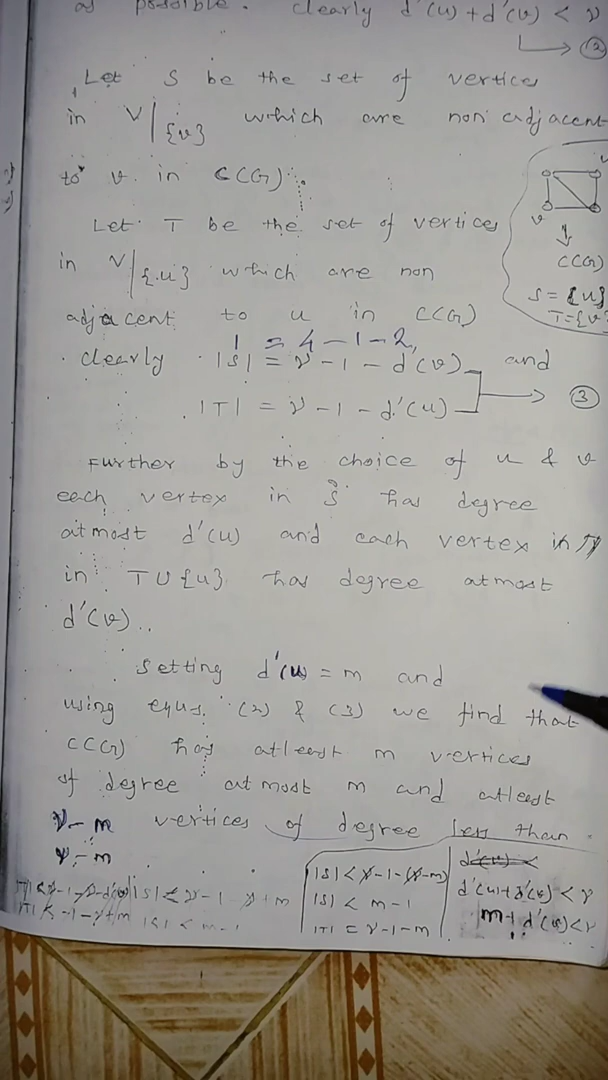 as possible. clearly d'(u)+d'(v) < ν
→ (2)
Let S be the set of vertices
in V|{v} which are non adjacent
to v in C(G).
Let T be the set of vertices
in V|{u} which are non
adjacent to u in C(G)
v
CC(G)
S={u}
T={v}
1 = 4-1-2,
clearly |S| = ν-1-d'(v) and
|T| = ν-1-d'(u) → (3)
Further by the choice of u & v
each vertex in S has degree
atmost d'(u) and each vertex in
in T∪{u} has degree atmost
d'(v)..
setting d'(u) = m and
using equs. (2) & (3) we find that
C(G) has atleast m vertices
of degree atmost m and atleast
ν-m vertices of degree less than
ν-m
|S| < ν-1 ν+m
|S| < m-1
|S| < ν-1-(ν-m)
|S| < m-1
|T| = ν-1-m
d'(v) <
d'(u)+d'(v) < ν
m+d'(v) < ν